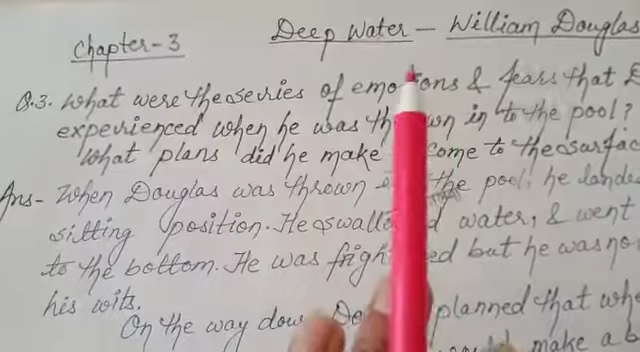 Chapter-3 Deep Water - William Douglas
Q.3. What were the series of emotions & fears that D
experienced when he was th wn in to the pool?
What plans did he make come to the surfac
Ans- When Douglas was thrown the pool, he lande
sitting position. He swall d water, & went
to the bottom. He was frigh ed but he was no
his wits.
On the way dow Do planned that whe
make a b